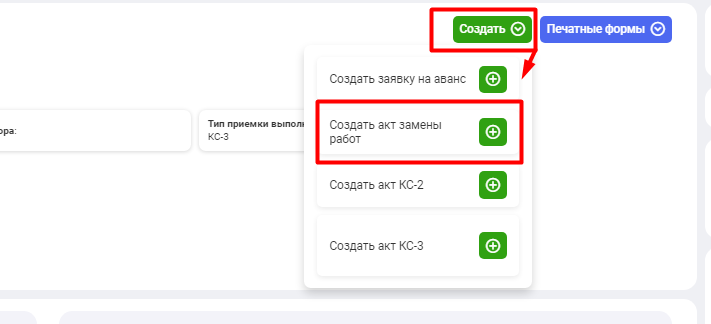 Создать
Печатные формы
Создать заявку на аванс
ора:
Тип приемки выполн
КС-3
Создать акт замены
работ
Создать акт КС-2
Создать акт КС-3